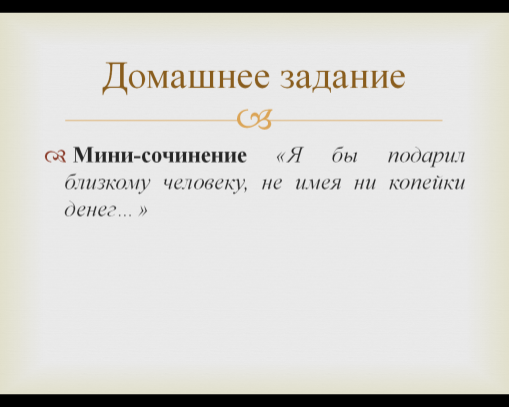 Домашнее задание
Мини-сочинение «Я бы подарил
близкому человеку, не имея ни копейки
денег... »